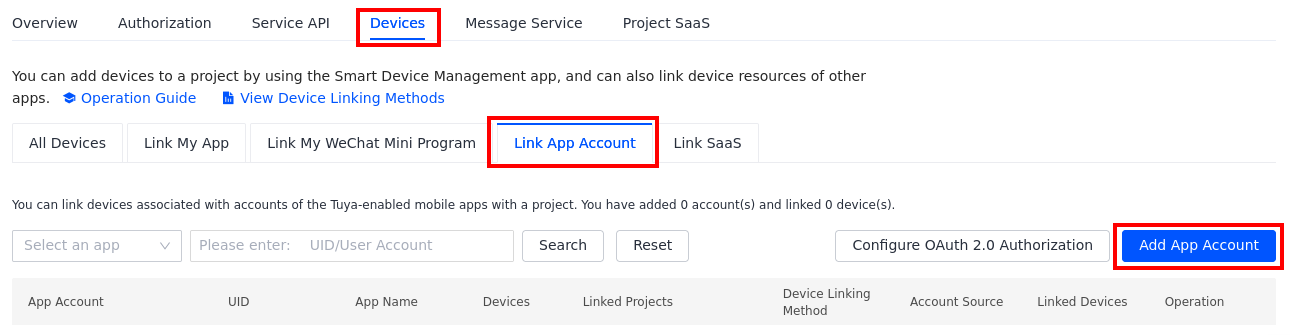 Overview Authorization Service API Devices Message Service Project SaaS
You can add devices to a project by using the Smart Device Management app, and can also link device resources of other
apps. Operation Guide View Device Linking Methods
All Devices Link My App Link My WeChat Mini Program Link App Account Link SaaS
You can link devices associated with accounts of the Tuya-enabled mobile apps with a project. You have added 0 account(s) and linked 0 device(s).
Select an app Please enter: UID/User Account Search Reset Configure OAuth 2.0 Authorization Add App Account
App Account UID App Name Devices Linked Projects Device Linking Method Account Source Linked Devices Operation